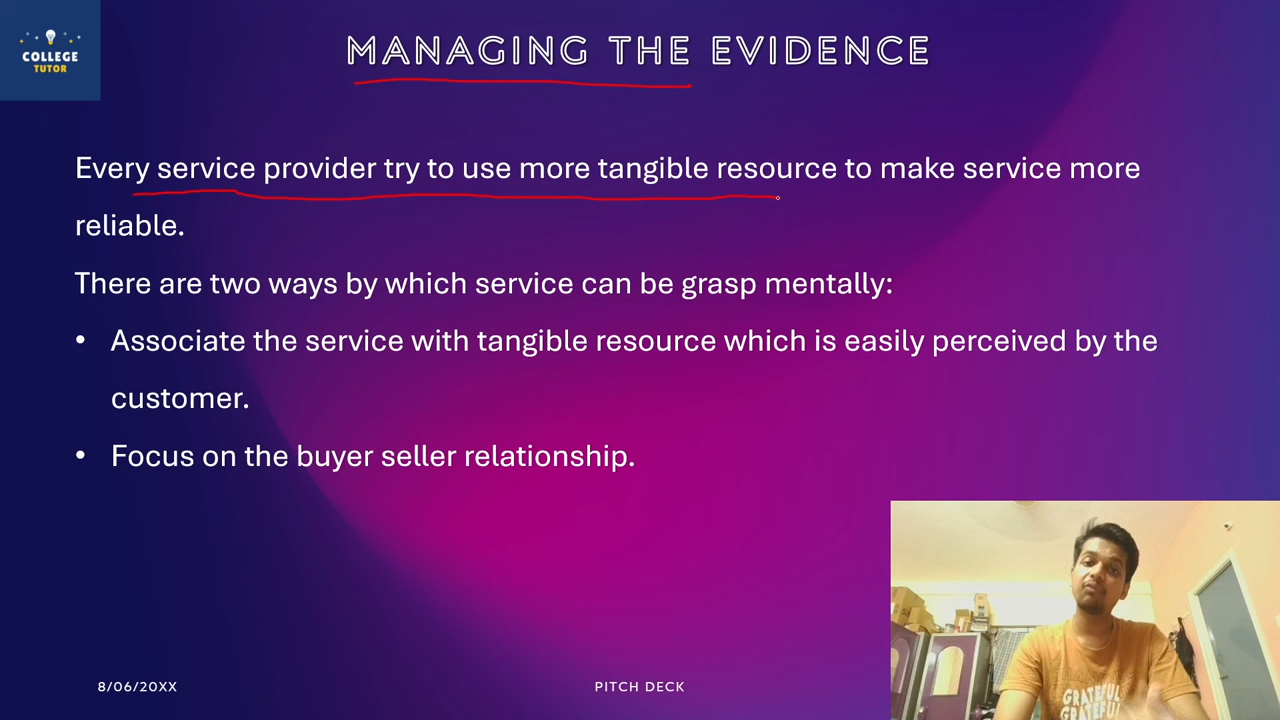 COLLEGE
TUTOR
MANAGING THE EVIDENCE
Every service provider try to use more tangible resource to make service more
reliable.
There are two ways by which service can be grasp mentally:
• Associate the service with tangible resource which is easily perceived by the
customer.
• Focus on the buyer seller relationship.
8/06/20XX
PITCH DECK
GRATEFUL
GRATEFUL